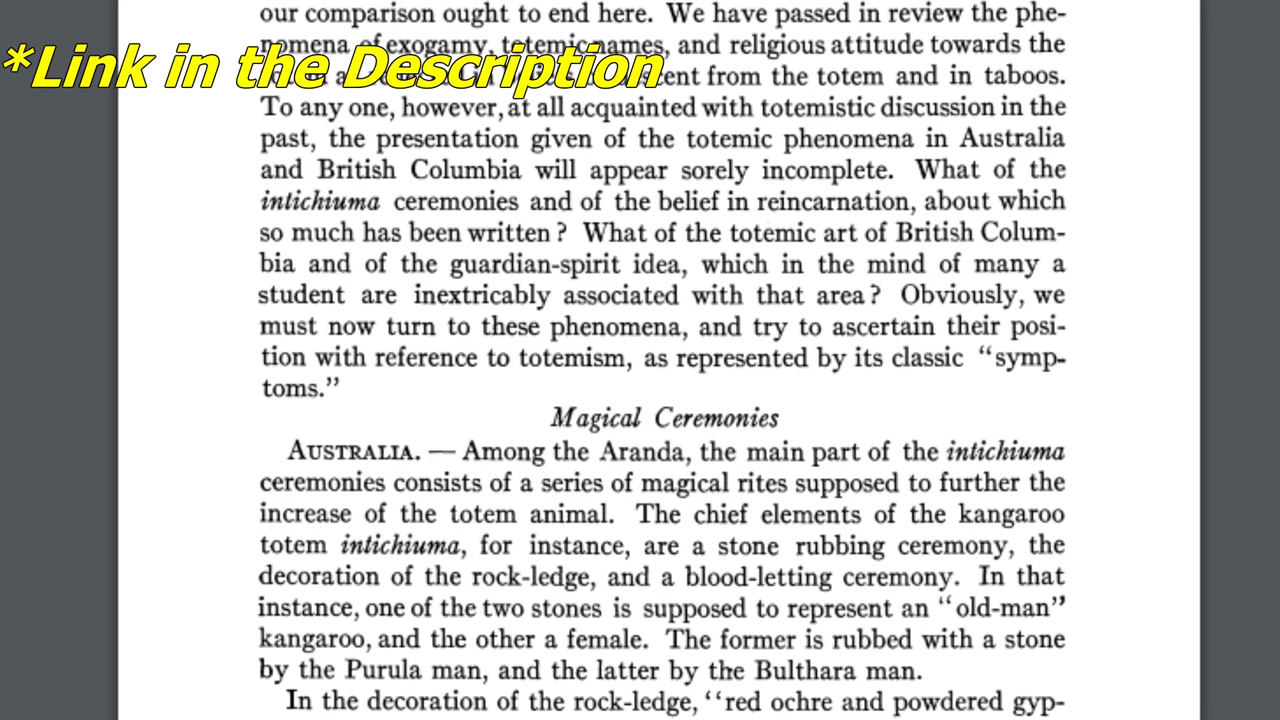 our comparison ought to end here. We have passed in review the phe-
*Link in the Description
nomena of exogamy, totemic names, and religious attitude towards the
ent from the totem and in taboos.
To any one, however, at all acquainted with totemistic discussion in the
past, the presentation given of the totemic phenomena in Australia
and British Columbia will appear sorely incomplete. What of the
intichiuma ceremonies and of the belief in reincarnation, about which
so much has been written? What of the totemic art of British Colum-
bia and of the guardian-spirit idea, which in the mind of many a
student are inextricably associated with that area? Obviously, we
must now turn to these phenomena, and try to ascertain their posi-
tion with reference to totemism, as represented by its classic “symp-
toms.”
Magical Ceremonies
AUSTRALIA. — Among the Aranda, the main part of the intichiuma
ceremonies consists of a series of magical rites supposed to further the
increase of the totem animal. The chief elements of the kangaroo
totem intichiuma, for instance, are a stone rubbing ceremony, the
decoration of the rock-ledge, and a blood-letting ceremony. In that
instance, one of the two stones is supposed to represent an “old-man”
kangaroo, and the other a female. The former is rubbed with a stone
by the Purula man, and the latter by the Bulthara man.
In the decoration of the rock-ledge, “red ochre and powdered gyp-